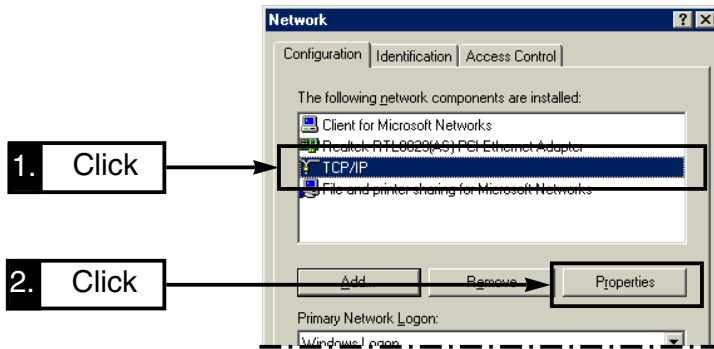 Network
Configuration Identification Access Control
The following network components are installed:
Client for Microsoft Networks
Realtek RTL8029(AS) PCI Ethernet Adapter
1. Click
TCP/IP
File and printer sharing for Microsoft Networks
2. Click
Add... Remove Properties
Primary Network Logon:
Windows Logon